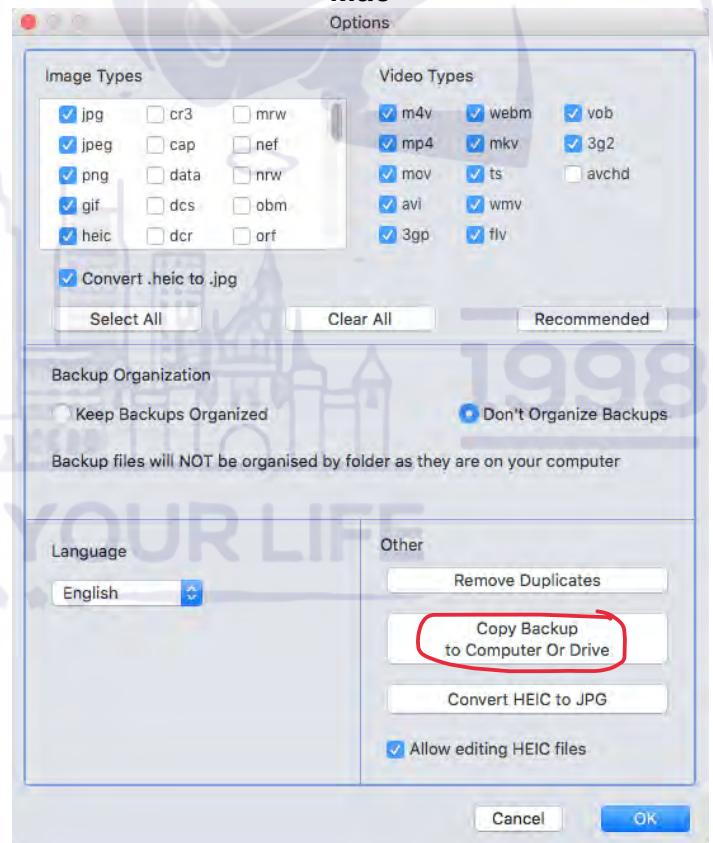 Mac
Options
Image Types
Video Types
jpg cr3 mrw
jpeg cap nef
png data nrw
gif dcs obm
heic dcr orf
m4v webm vob
mp4 mkv 3g2
mov ts avchd
avi wmv
3gp flv
Convert .heic to .jpg
Select All
Clear All
Recommended
1998
Backup Organization
Keep Backups Organized
Don't Organize Backups
Backup files will NOT be organised by folder as they are on your computer
YOUR LIFE
Language
English
Other
Remove Duplicates
Copy Backup
to Computer Or Drive
Convert HEIC to JPG
Allow editing HEIC files
Cancel
OK